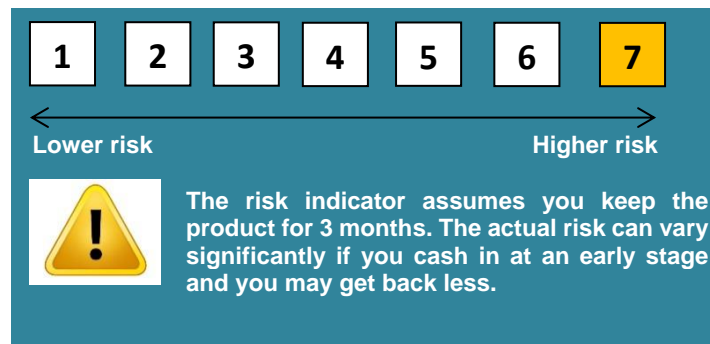 1 2 3 4 5 6 7
Lower risk Higher risk
The risk indicator assumes you keep the
product for 3 months. The actual risk can vary
significantly if you cash in at an early stage
and you may get back less.